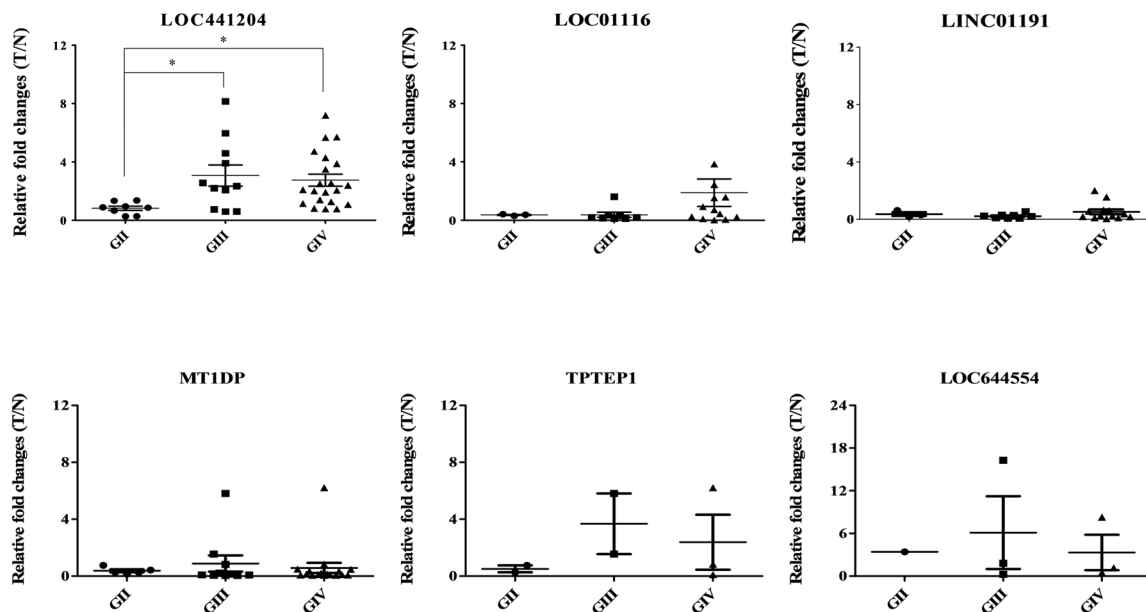 LOC441204
Relative fold changes (T/N)
12
8
4
0
*
*
GII
GIII
GIV
LOC01116
Relative fold changes (T/N)
12
8
4
0
GII
GIII
GIV
LINC01191
Relative fold changes (T/N)
12
8
4
0
GII
GIII
GIV
MT1DP
Relative fold changes (T/N)
12
8
4
0
GII
GIII
GIV
TPTEP1
Relative fold changes (T/N)
12
8
4
0
GII
GIII
GIV
LOC644554
Relative fold changes (T/N)
24
18
12
6
0
GII
GIII
GIV